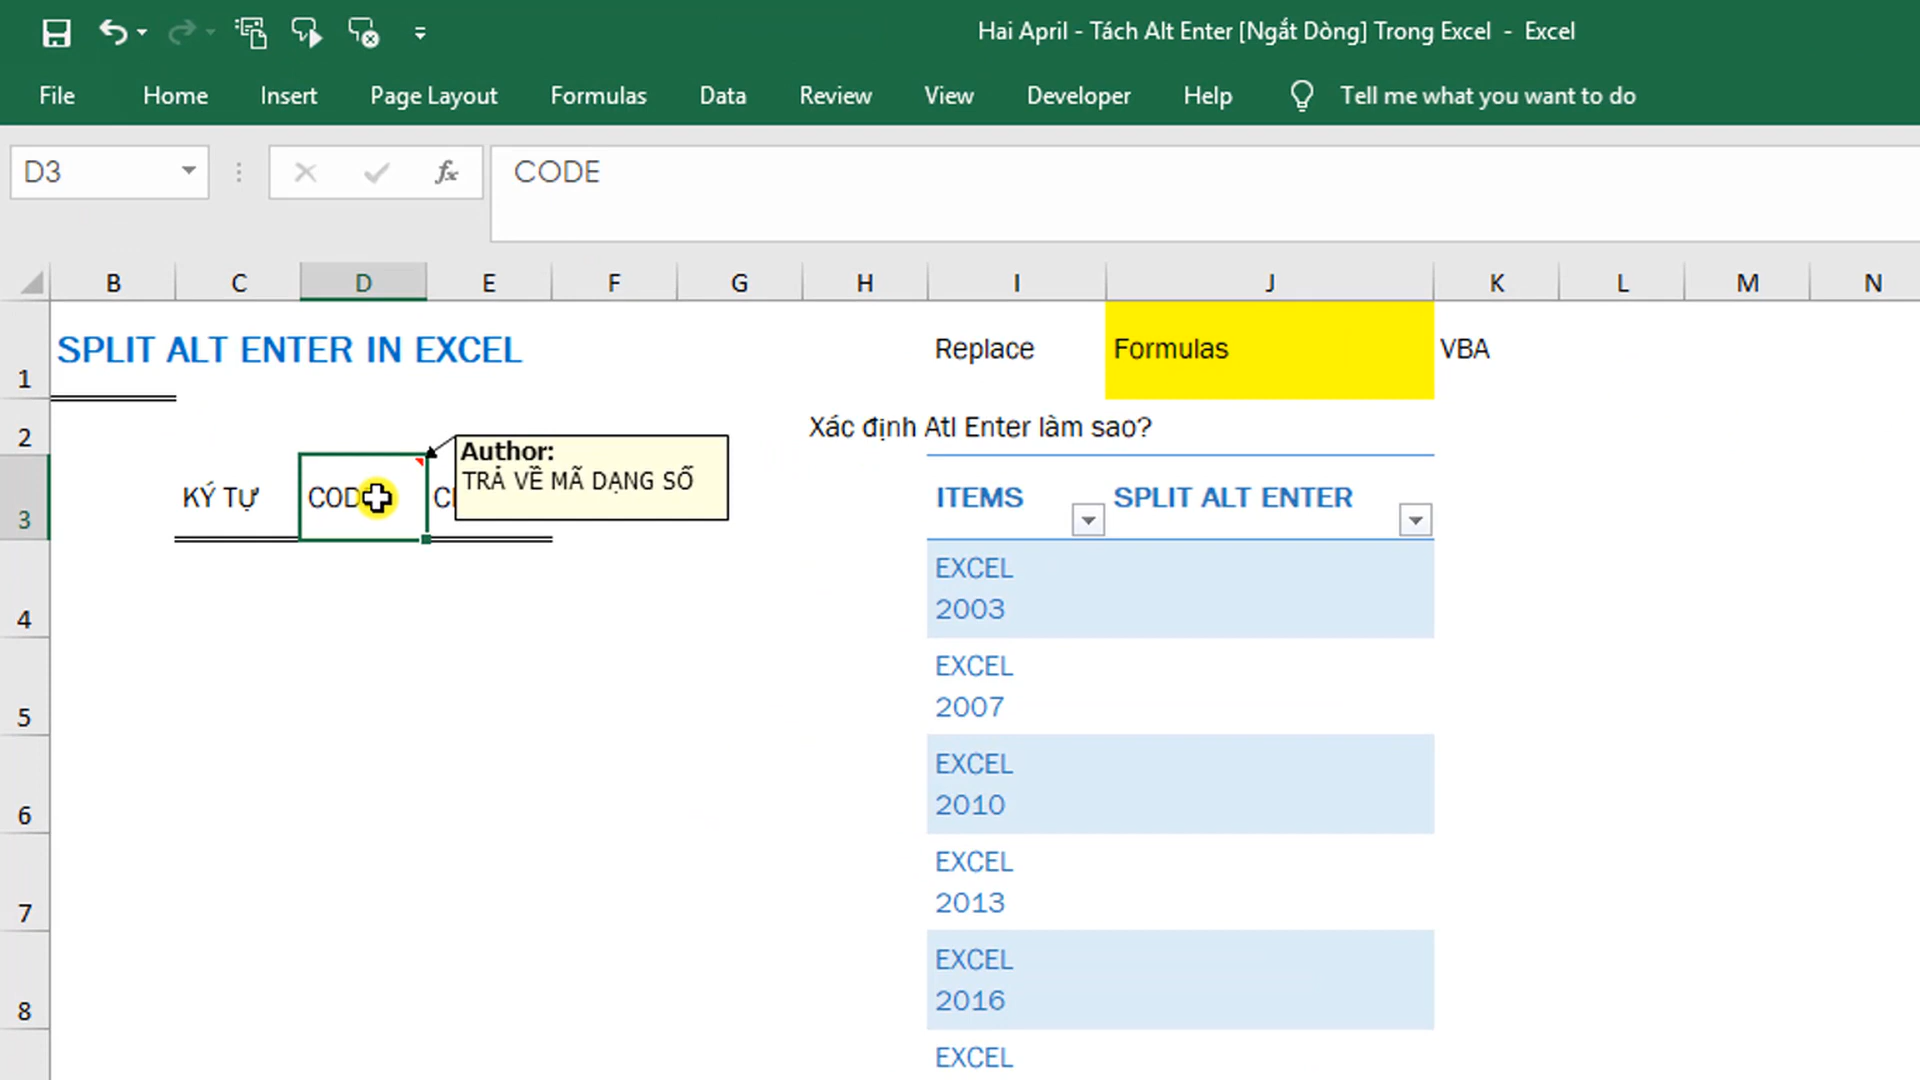 Hai April - Tách Alt Enter [Ngắt Dòng] Trong Excel - Excel
File Home Insert Page Layout Formulas Data Review View Developer Help Tell me what you want to do
D3 fx CODE
B C D E F G H I J K L M N
1 SPLIT ALT ENTER IN EXCEL Replace Formulas VBA
2 Xác định Atl Enter làm sao?
Author:
TRẢ VỀ MÃ DẠNG SỐ
3 KÝ TỰ COD C ITEMS SPLIT ALT ENTER
EXCEL
4 2003
EXCEL
5 2007
EXCEL
6 2010
EXCEL
7 2013
EXCEL
8 2016
EXCEL